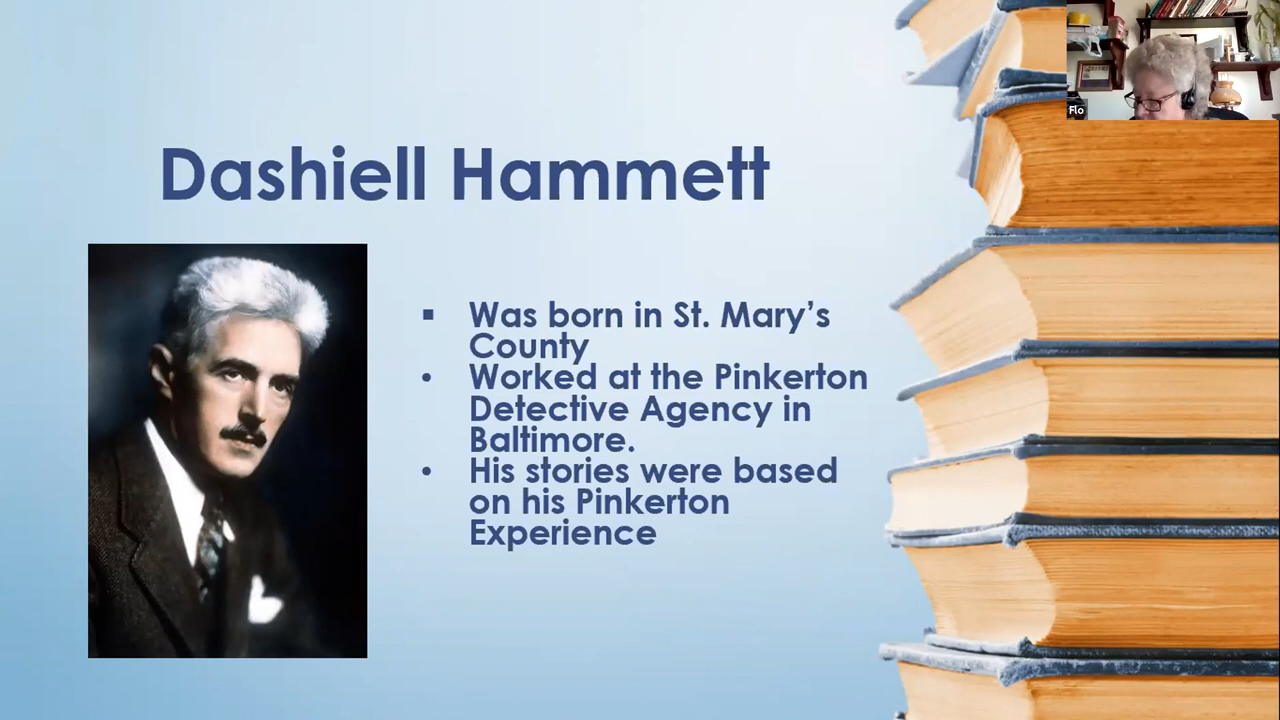 Flo
Dashiell Hammett
▪ Was born in St. Mary’s
County
• Worked at the Pinkerton
Detective Agency in
Baltimore.
• His stories were based
on his Pinkerton
Experience